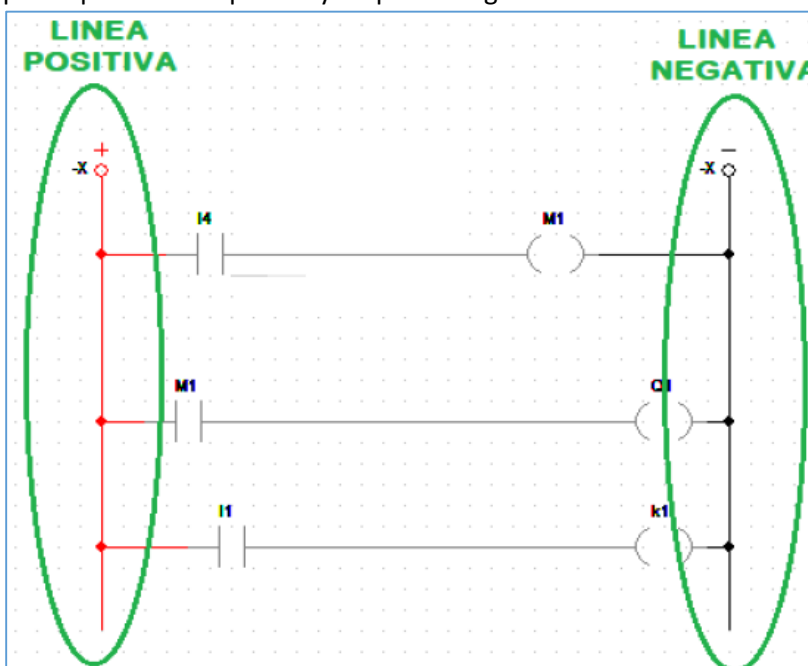 LINEA
POSITIVA
LINEA
NEGATIVA
+
-X
−
-X
I4
M1
M1
Q1
I1
k1